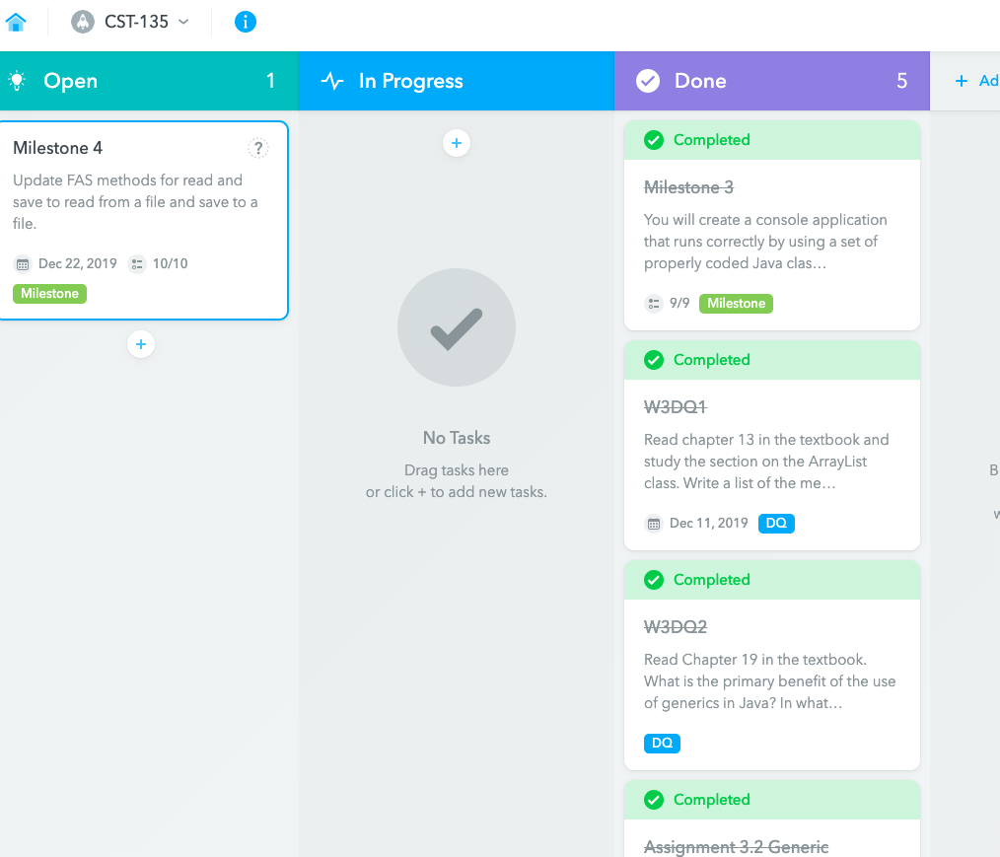 CST-135
Open 1
In Progress
Done 5
+ Ad
Milestone 4
?
Update FAS methods for read and
save to read from a file and save to a
file.
Dec 22, 2019 10/10
Milestone
+
+
No Tasks
Drag tasks here
or click + to add new tasks.
Completed
Milestone 3
You will create a console application
that runs correctly by using a set of
properly coded Java clas…
9/9 Milestone
Completed
W3DQ1
Read chapter 13 in the textbook and
study the section on the ArrayList
class. Write a list of the me…
Dec 11, 2019 DQ
Completed
W3DQ2
Read Chapter 19 in the textbook.
What is the primary benefit of the use
of generics in Java? In what…
DQ
Completed
Assignment 3.2 Generic
B
w